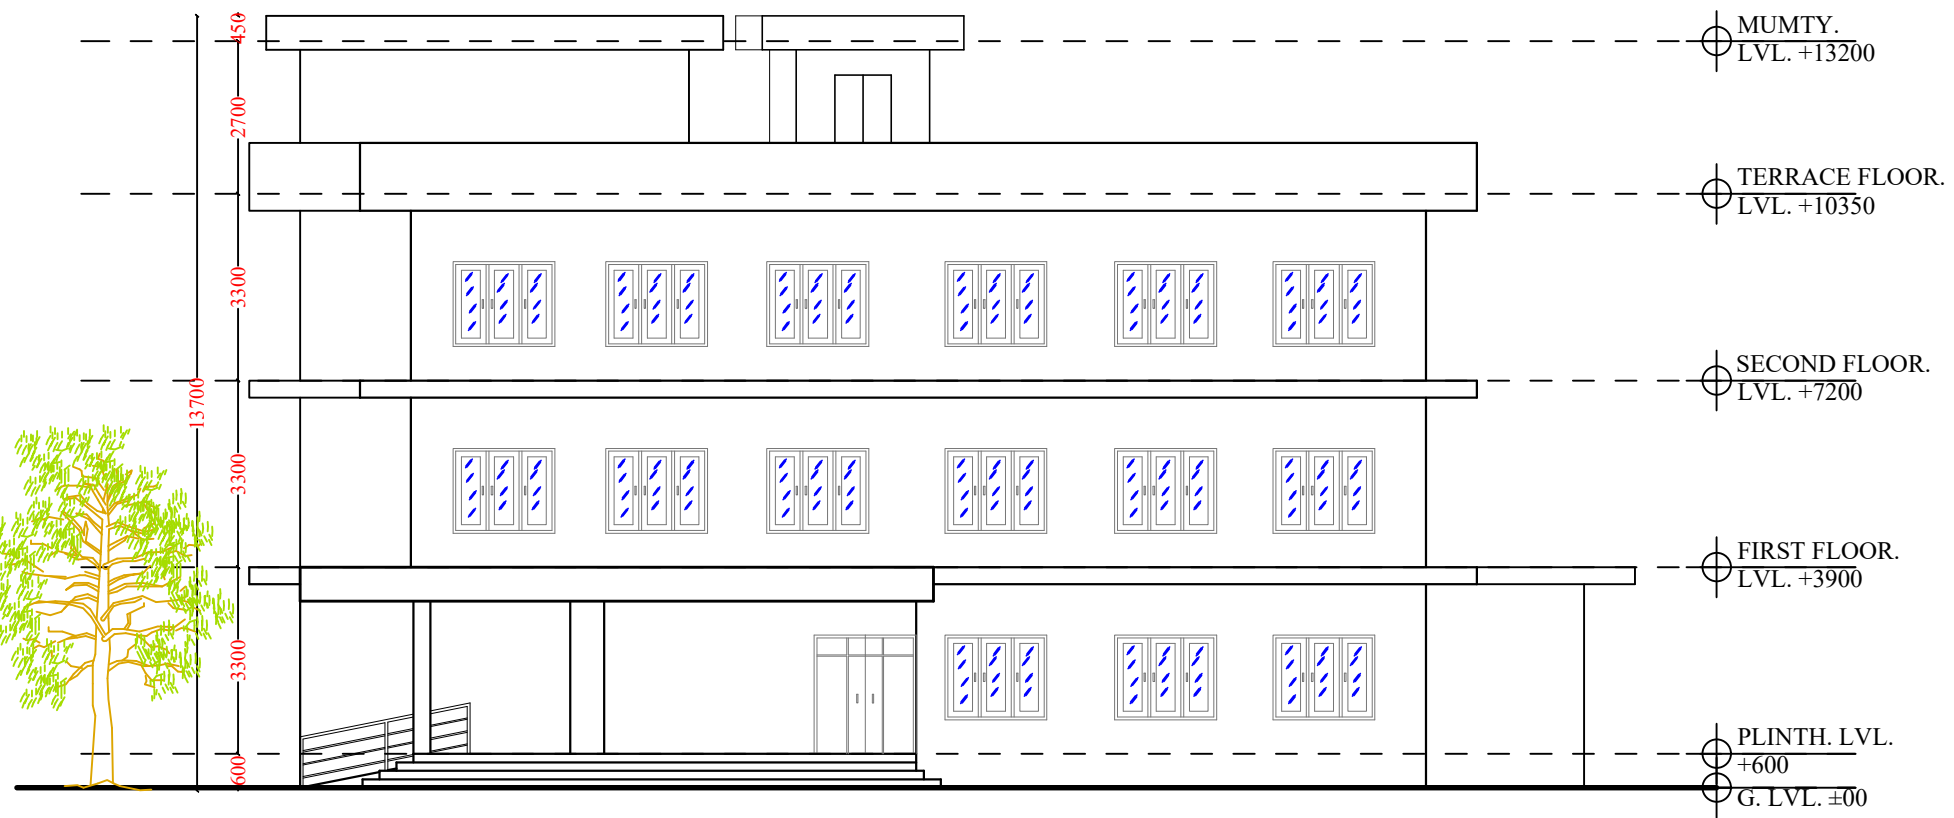 450
MUMTY.
LVL. +13200
2700
TERRACE FLOOR.
LVL. +10350
3300
SECOND FLOOR.
LVL. +7200
13700
3300
FIRST FLOOR.
LVL. +3900
3300
PLINTH. LVL.
+600
600
G. LVL. ±00